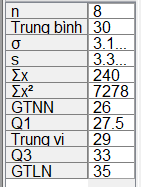 n 8
Trung bình 30
σ 3.1...
s 3.3...
Σx 240
Σx² 7278
GTNN 26
Q1 27.5
Trung vi 29
Q3 33
GTLN 35